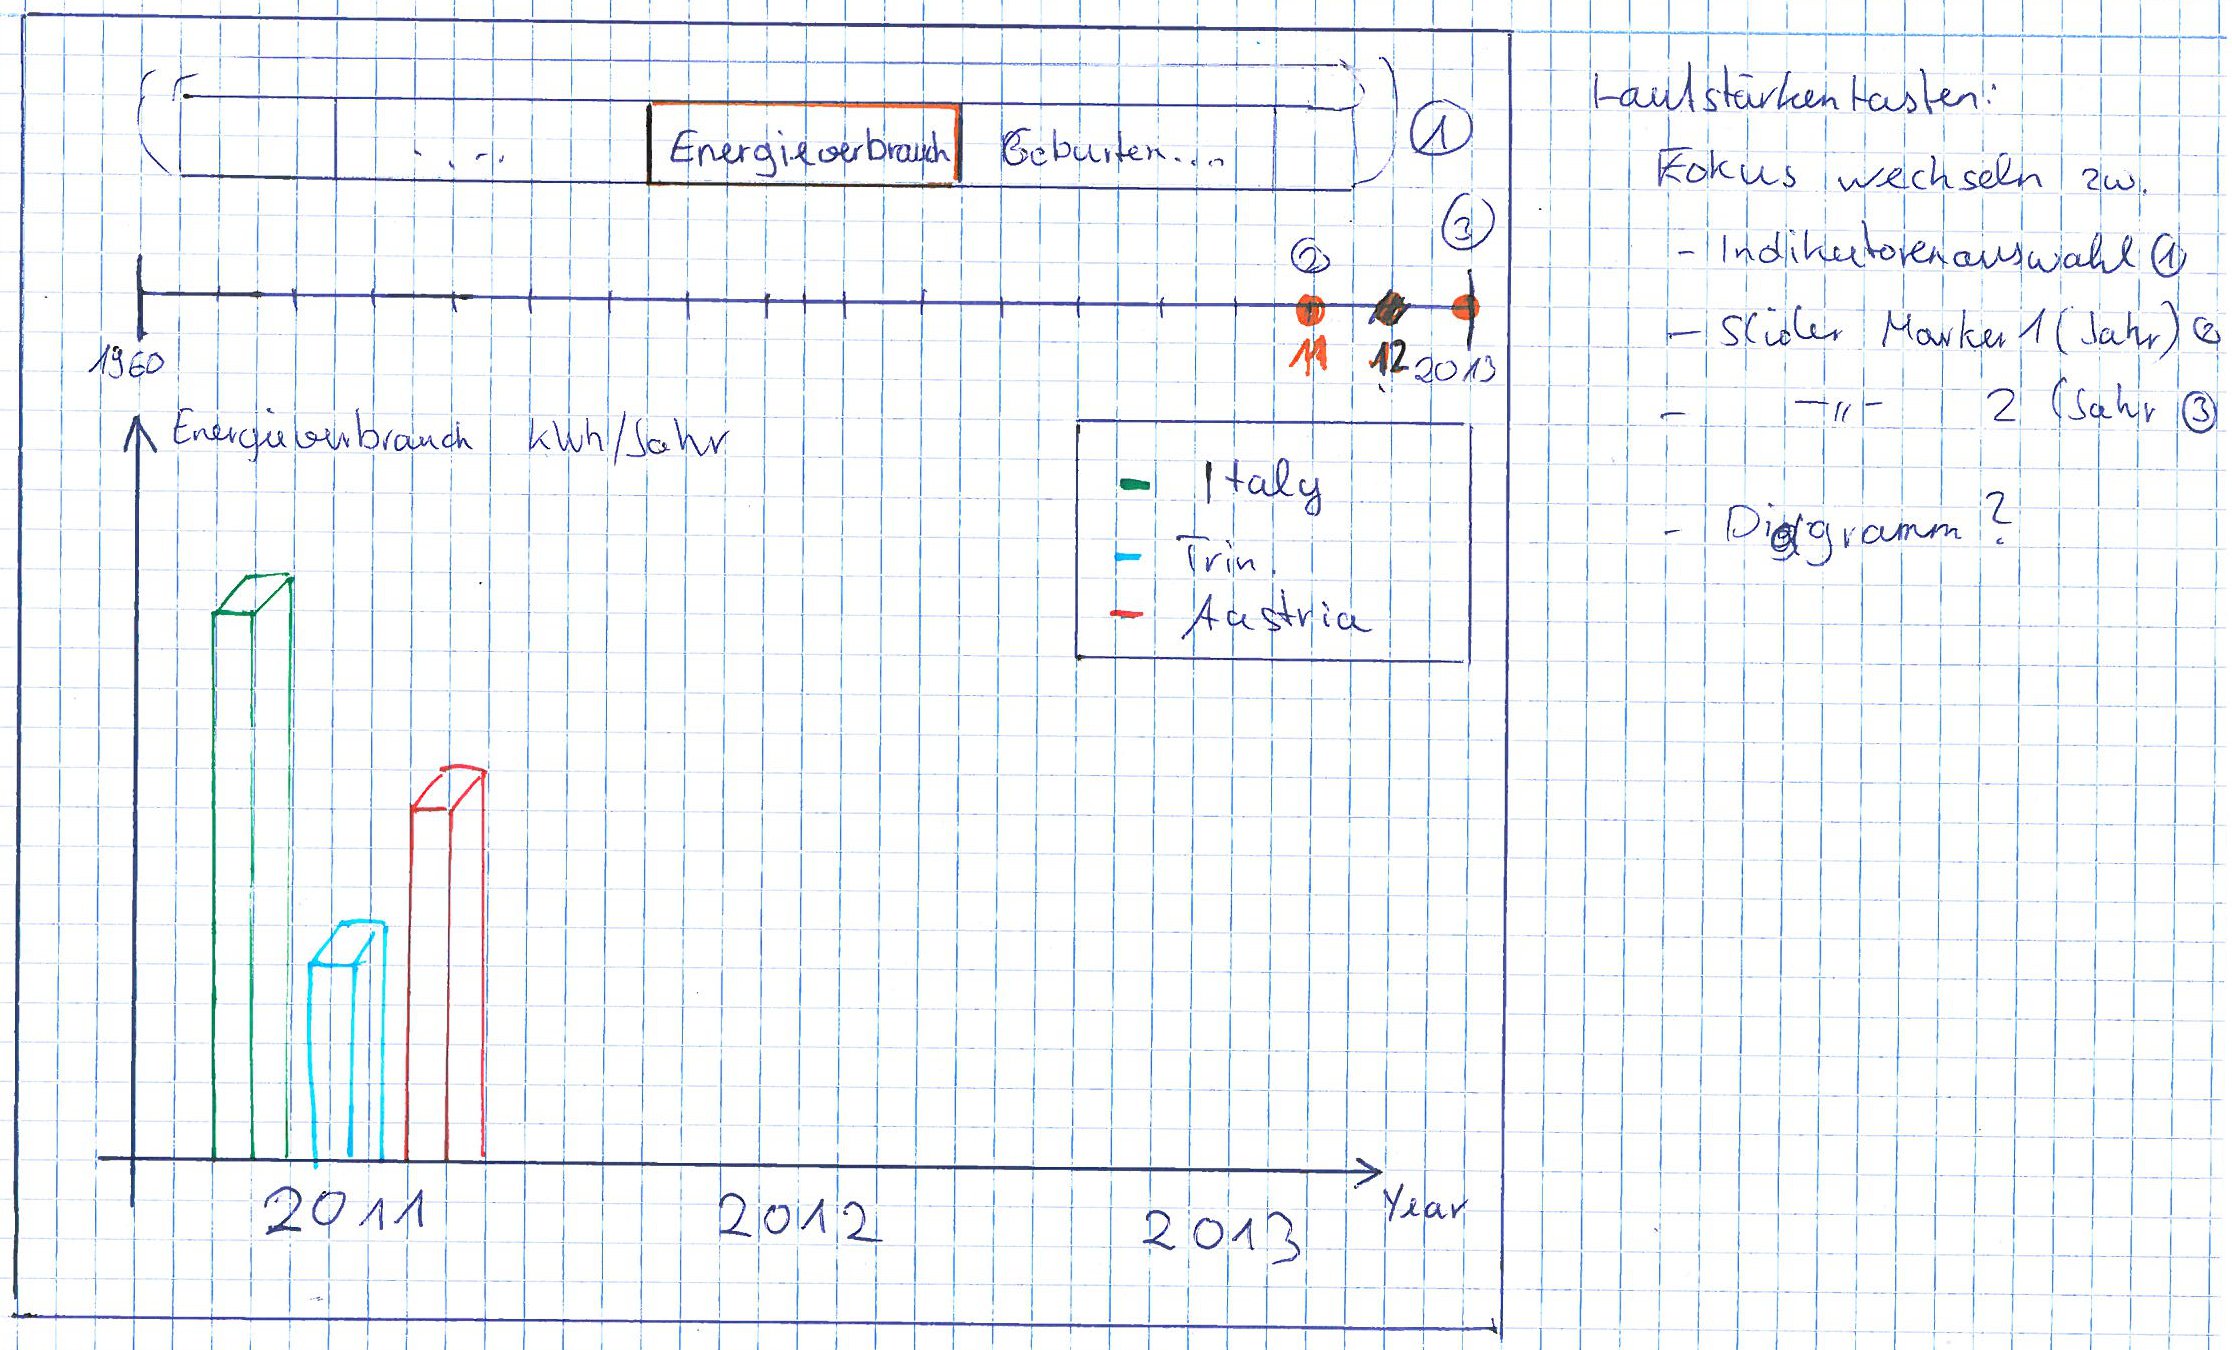 Energieverbrauch Geburten... ①
② ③
1960 11 12 2013
Energieverbrauch kWh/Jahr
Italy
Trin.
Austria
2011 2012 2013 Year
Lautstärkentasten:
Fokus wechseln zw.
- Indikatorenauswahl ①
- Slider Marker 1 (Jahr) ②
- -"- 2 (Jahr ③
- Diagramm?